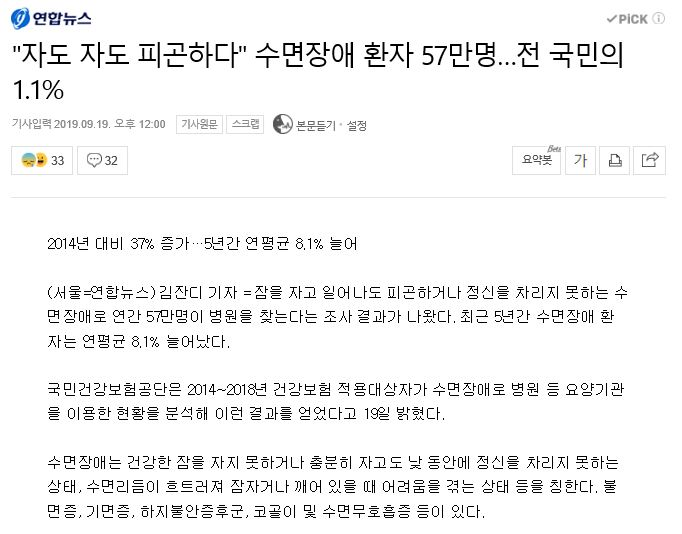 연합뉴스
PICK
"자도 자도 피곤하다" 수면장애 환자 57만명…전 국민의
1.1%
기사입력 2019.09.19. 오후 12:00 기사원문 스크랩 본문듣기 · 설정
33 32 요약봇 Beta 가
2014년 대비 37% 증가…5년간 연평균 8.1% 늘어
(서울=연합뉴스) 김잔디 기자 = 잠을 자고 일어나도 피곤하거나 정신을 차리지 못하는 수
면장애로 연간 57만명이 병원을 찾는다는 조사 결과가 나왔다. 최근 5년간 수면장애 환
자는 연평균 8.1% 늘어났다.
국민건강보험공단은 2014~2018년 건강보험 적용대상자가 수면장애로 병원 등 요양기관
을 이용한 현황을 분석해 이런 결과를 얻었다고 19일 밝혔다.
수면장애는 건강한 잠을 자지 못하거나 충분히 자고도 낮 동안에 정신을 차리지 못하는
상태, 수면리듬이 흐트러져 잠자거나 깨어 있을 때 어려움을 겪는 상태 등을 칭한다. 불
면증, 기면증, 하지불안증후군, 코골이 및 수면무호흡증 등이 있다.